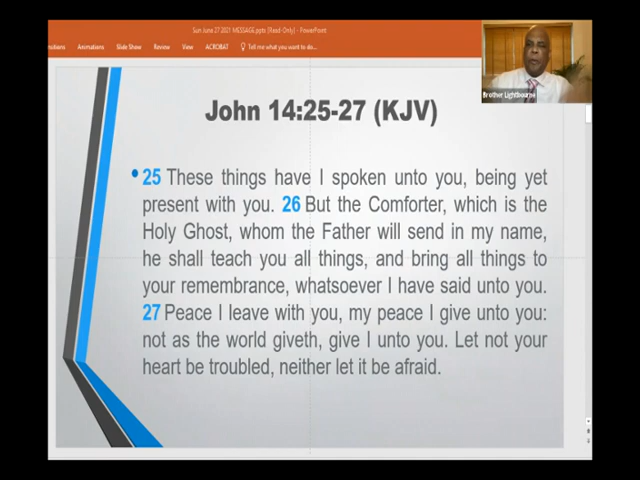 Sun June 27 2021 MESSAGE.pptx [Read-Only] - PowerPoint
Animations Slide Show Review View ACROBAT Tell me what you want to do...
Brother Lightbourne
John 14:25-27 (KJV)
• 25 These things have I spoken unto you, being yet
present with you. 26 But the Comforter, which is the
Holy Ghost, whom the Father will send in my name,
he shall teach you all things, and bring all things to
your remembrance, whatsoever I have said unto you.
27 Peace I leave with you, my peace I give unto you:
not as the world giveth, give I unto you. Let not your
heart be troubled, neither let it be afraid.